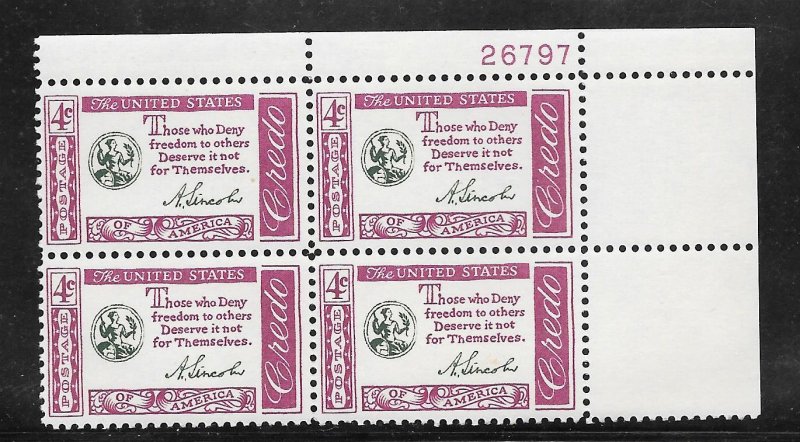 26797
The UNITED STATES
4c
POSTAGE
Those who Deny
freedom to others
Deserve it not
for Themselves.
A. Lincoln
OF AMERICA
Credo
The UNITED STATES
4c
POSTAGE
Those who Deny
freedom to others
Deserve it not
for Themselves.
A. Lincoln
OF AMERICA
Credo
The UNITED STATES
4c
POSTAGE
Those who Deny
freedom to others
Deserve it not
for Themselves.
A. Lincoln
OF AMERICA
Credo
The UNITED STATES
4c
POSTAGE
Those who Deny
freedom to others
Deserve it not
for Themselves.
A. Lincoln
OF AMERICA
Credo